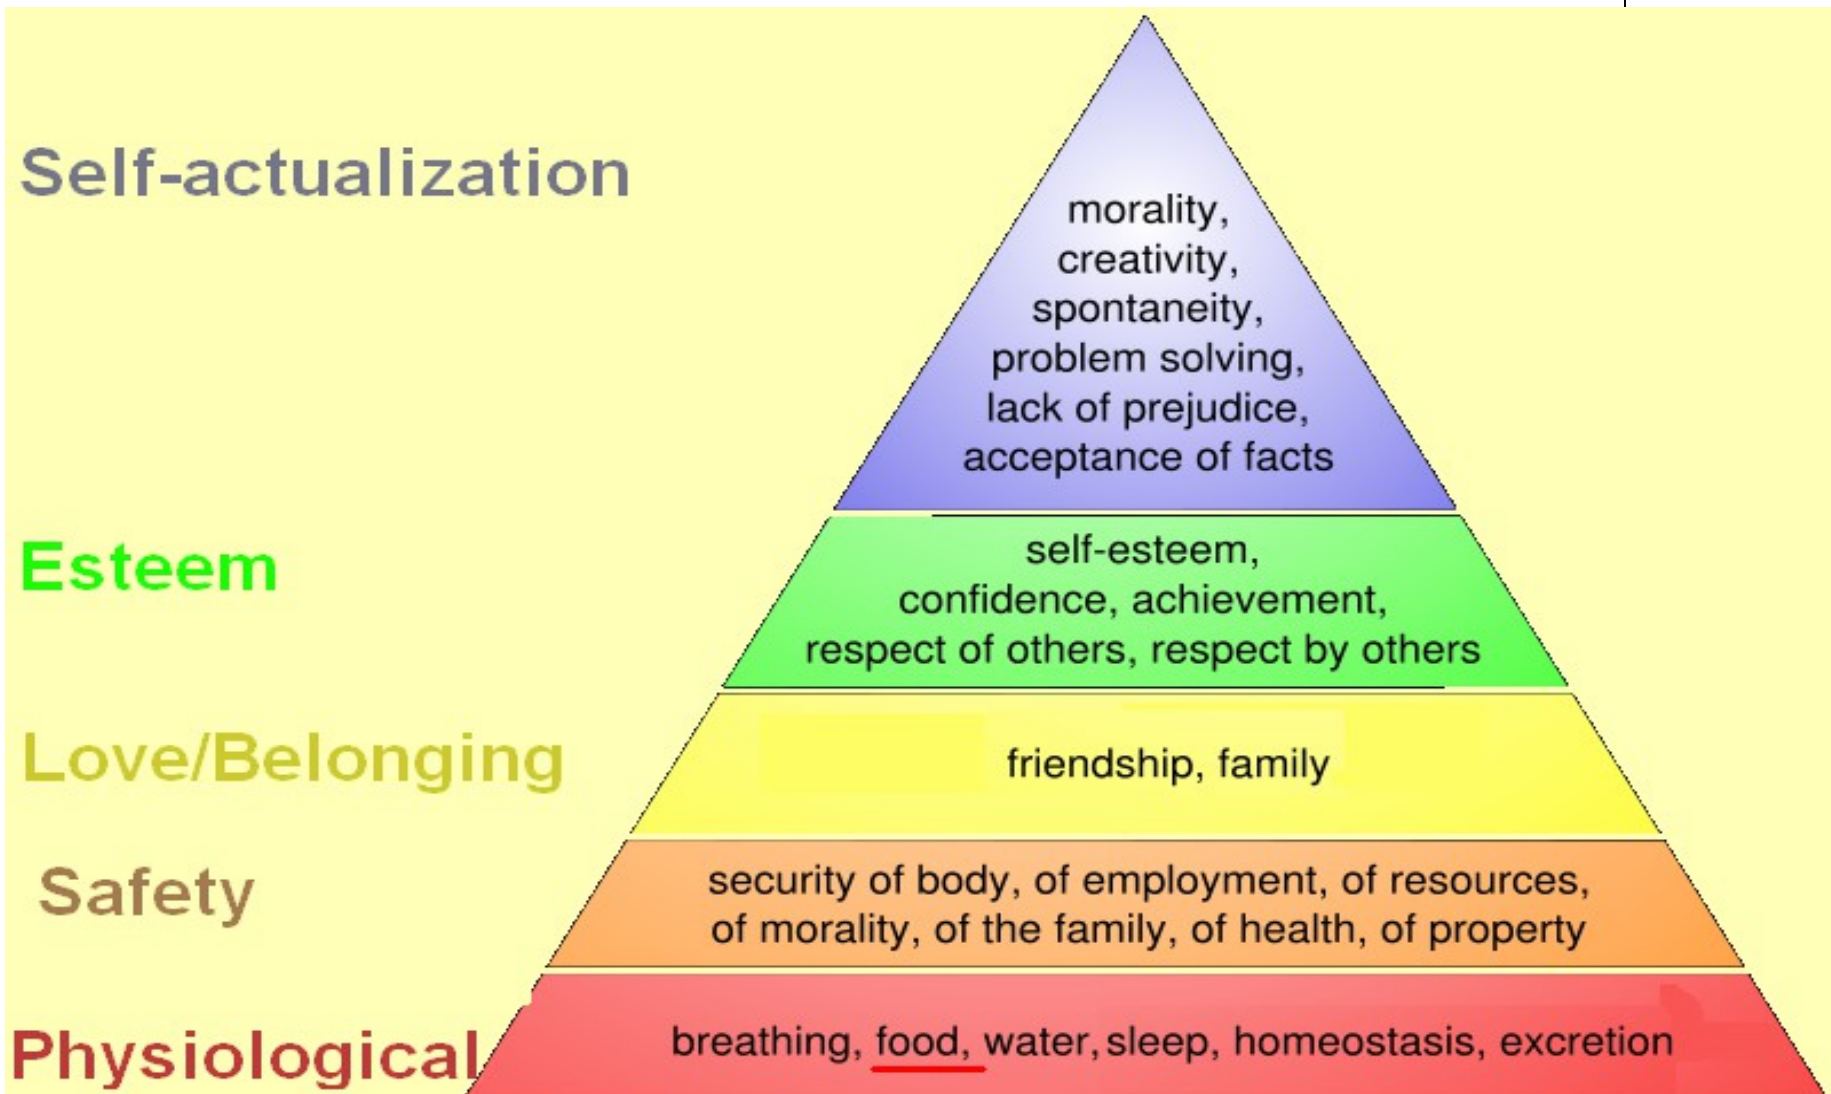 Self-actualization
morality,
creativity,
spontaneity,
problem solving,
lack of prejudice,
acceptance of facts
Esteem
self-esteem,
confidence, achievement,
respect of others, respect by others
Love/Belonging
friendship, family
Safety
security of body, of employment, of resources,
of morality, of the family, of health, of property
Physiological
breathing, food, water, sleep, homeostasis, excretion